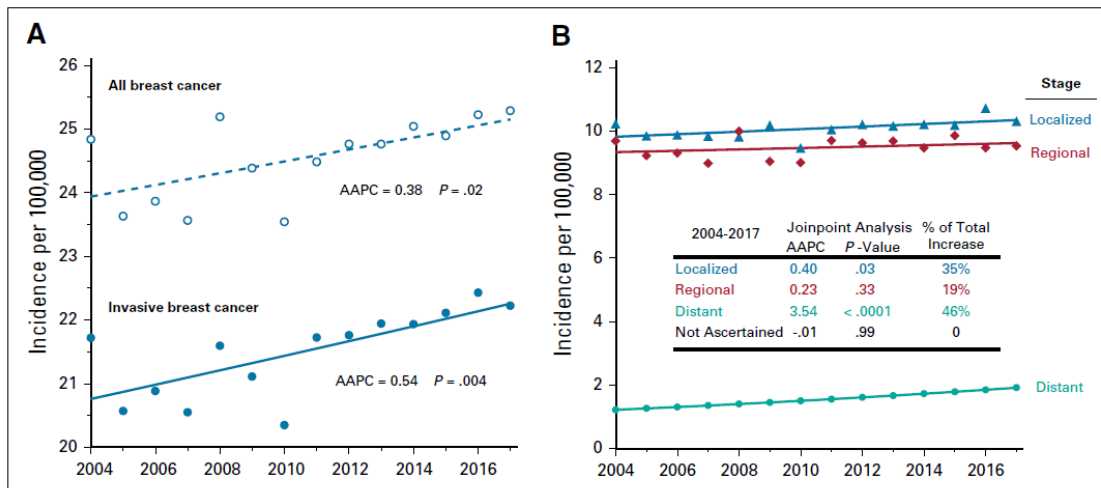 A
Incidence per 100,000
26
25
24
23
22
21
20
All breast cancer
AAPC = 0.38 P = .02
Invasive breast cancer
AAPC = 0.54 P = .004
2004 2006 2008 2010 2012 2014 2016
B
Incidence per 100,000
12
10
8
6
4
2
0
Stage
Localized
Regional
2004-2017 Joinpoint Analysis % of Total
AAPC P -Value Increase
Localized 0.40 .03 35%
Regional 0.23 .33 19%
Distant 3.54 < .0001 46%
Not Ascertained -.01 .99 0
Distant
2004 2006 2008 2010 2012 2014 2016